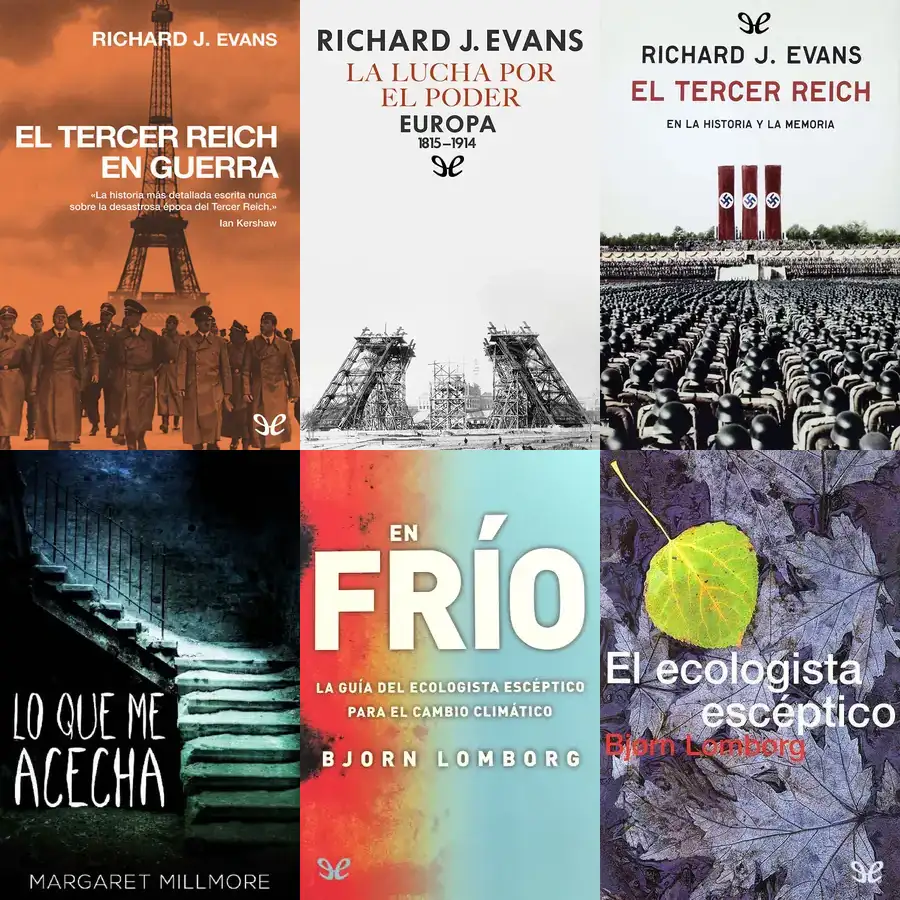 RICHARD J. EVANS
EL TERCER REICH
EN GUERRA
«La historia más detallada escrita nunca
sobre la desastrosa época del Tercer Reich.»
Ian Kershaw
RICHARD J. EVANS
LA LUCHA POR
EL PODER
EUROPA
1815–1914
RICHARD J. EVANS
EL TERCER REICH
EN LA HISTORIA Y LA MEMORIA
LO QUE ME
ACECHA
MARGARET MILLMORE
EN
FRÍO
LA GUÍA DEL ECOLOGISTA ESCÉPTICO
PARA EL CAMBIO CLIMÁTICO
BJORN LOMBORG
El ecologista
escéptico
Bjørn Lomborg